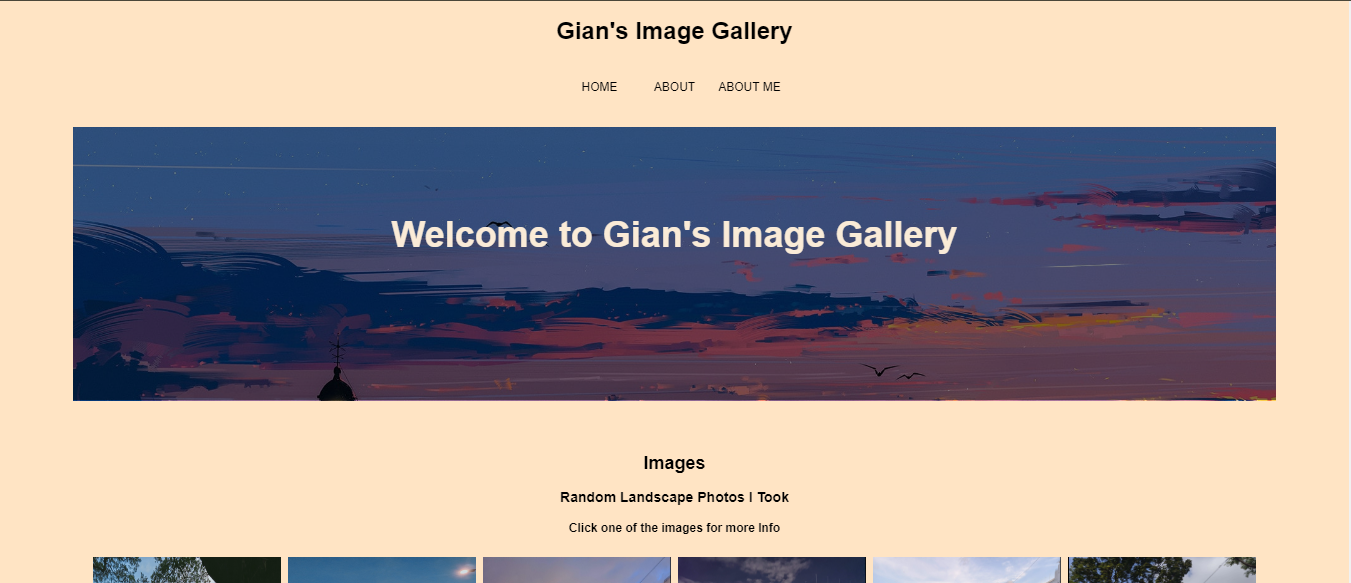 Gian's Image Gallery
HOME ABOUT ABOUT ME
Welcome to Gian's Image Gallery
Images
Random Landscape Photos I Took
Click one of the images for more Info